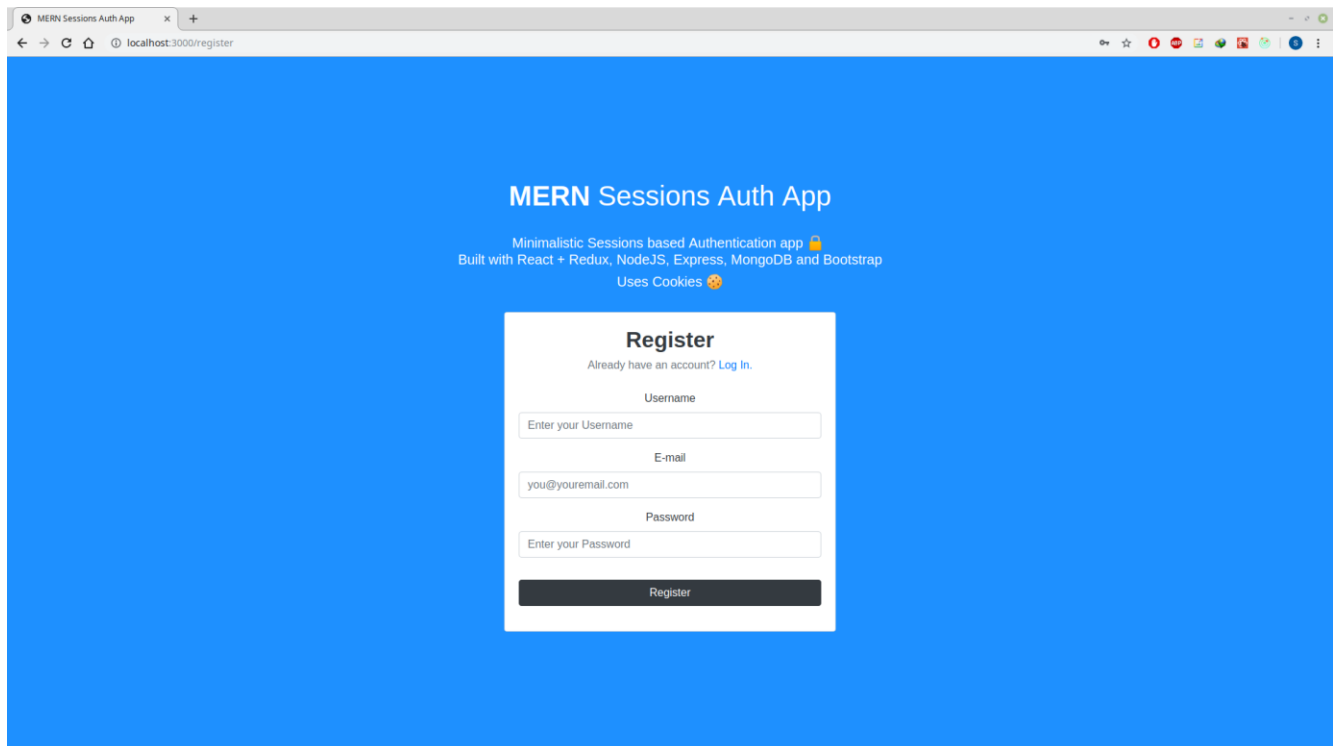 MERN Sessions Auth App
localhost:3000/register
MERN Sessions Auth App
Minimalistic Sessions based Authentication app 🔒
Built with React + Redux, NodeJS, Express, MongoDB and Bootstrap
Uses Cookies 🍪
Register
Already have an account? Log In.
Username
Enter your Username
E-mail
you@youremail.com
Password
Enter your Password
Register